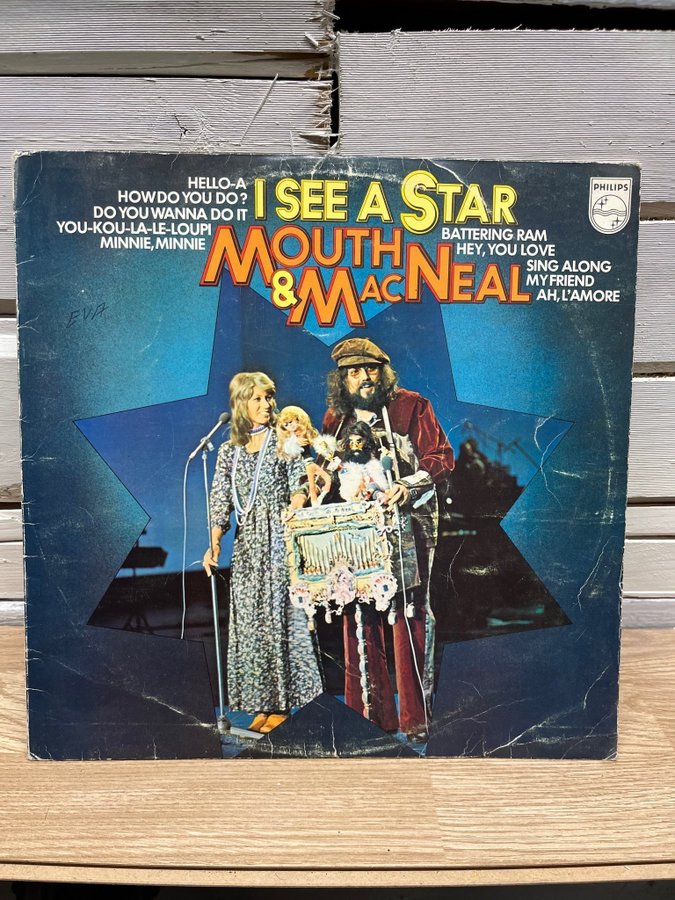 HELLO-A
HOW DO YOU DO?
DO YOU WANNA DO IT
YOU-KOU-LA-LE-LOUPI
MINNIE, MINNIE
I SEE A STAR
MOUTH
& MACNEAL
BATTERING RAM
HEY, YOU LOVE
SING ALONG
MY FRIEND
AH, L'AMORE
PHILIPS
EVA